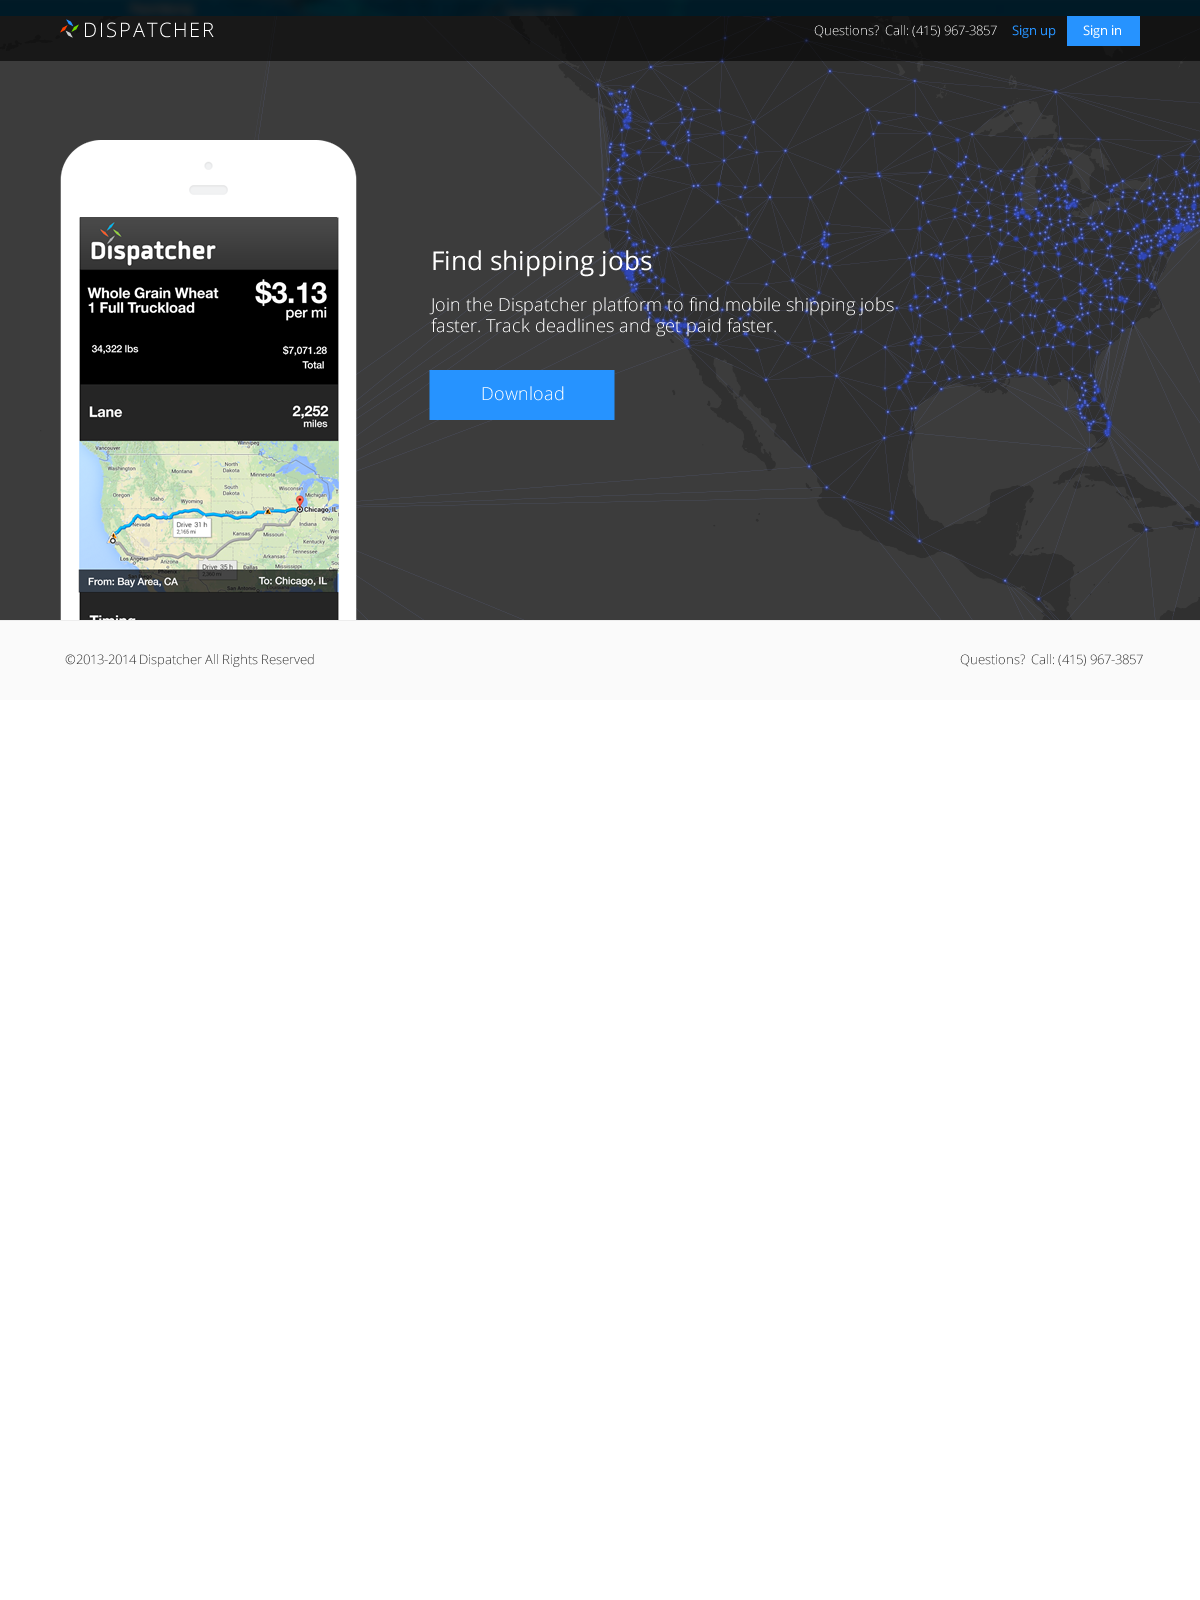 DISPATCHER
Questions? Call: (415) 967-3857 Sign up Sign in
Dispatcher
Whole Grain Wheat
1 Full Truckload
$3.13
per mi
34,322 lbs
$7,071.28
Total
Lane
2,252
miles
Vancouver
Winnipeg
Washington
Montana
North
Dakota
Minnesota
Oregon
Idaho
South
Dakota
Wisconsin
Michigan
Wyoming
Nebraska
Iowa
Chicago, IL
Nevada
Drive 31 h
2,166 mi
Ohio
Indiana
Kansas
Missouri
Kentucky
Los Angeles
Arizona
Tennessee
Arkansas
Drive 35 h
Dallas
Mississippi
San Antonio
From: Bay Area, CA
To: Chicago, IL
Timing
Find shipping jobs
Join the Dispatcher platform to find mobile shipping jobs
faster. Track deadlines and get paid faster.
Download
©2013-2014 Dispatcher All Rights Reserved
Questions? Call: (415) 967-3857